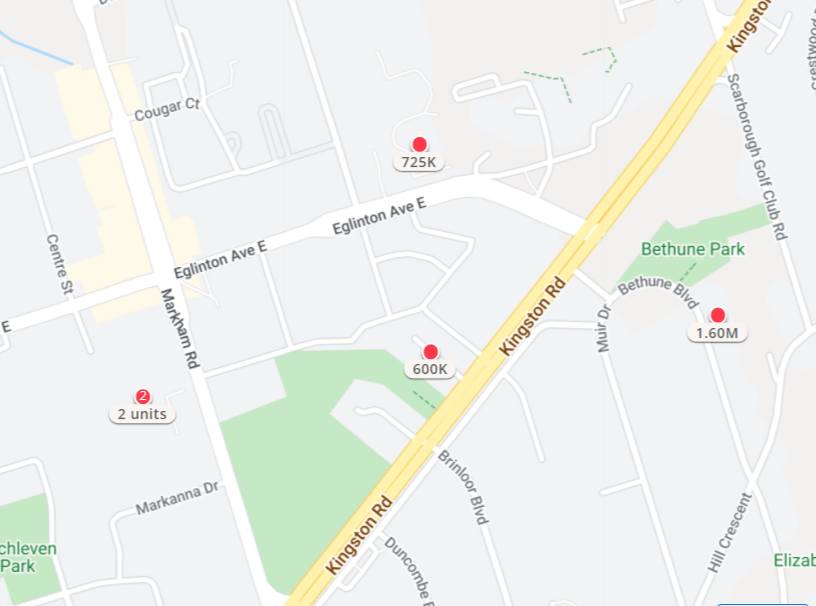 Kingston
Cougar Ct
725K
Scarborough Golf Club Rd
Eglinton Ave E
Eglinton Ave E
Centre St
Bethune Park
Bethune Blvd
Kingston Rd
Muir Dr
1.60M
E
Markham Rd
600K
2
2 units
Brinloor Blvd
Markanna Dr
Kingston Rd
Hill Crescent
chleven
Park
Duncombe
Elizab